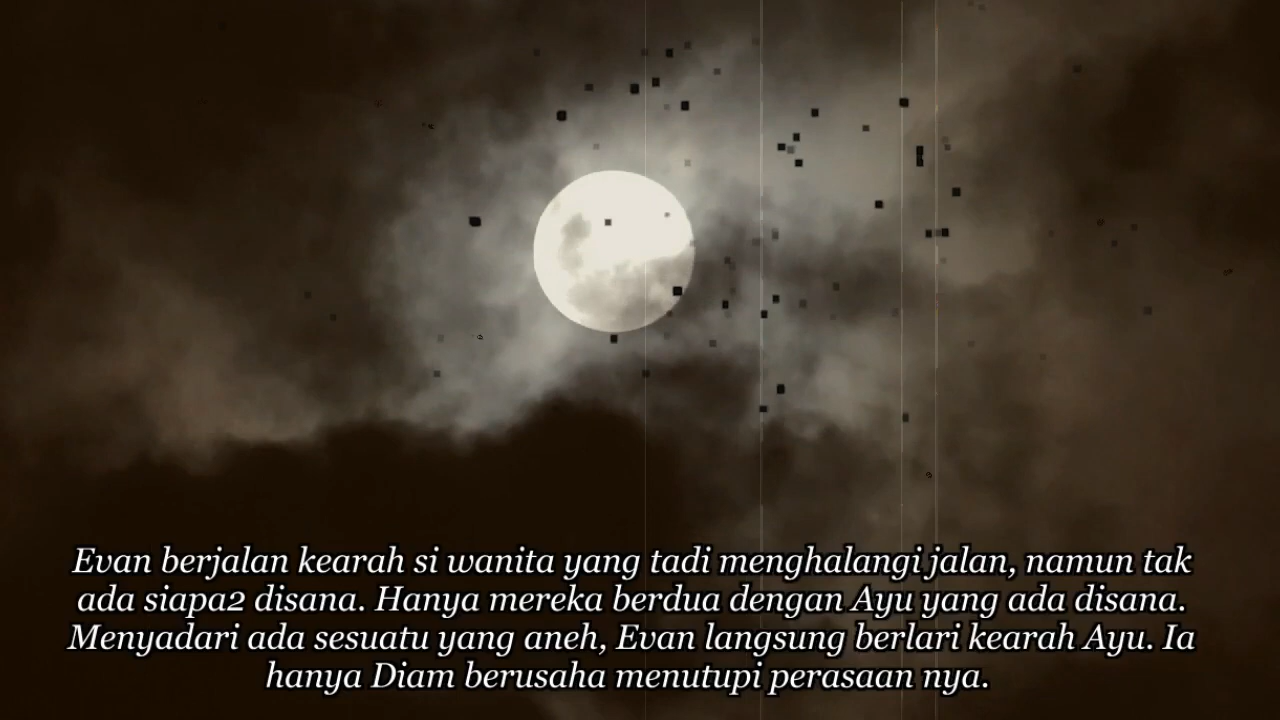 Evan berjalan kearah si wanita yang tadi menghalangi jalan, namun tak
ada siapa2 disana. Hanya mereka berdua dengan Ayu yang ada disana.
Menyadari ada sesuatu yang aneh, Evan langsung berlari kearah Ayu. Ia
hanya Diam berusaha menutupi perasaan nya.